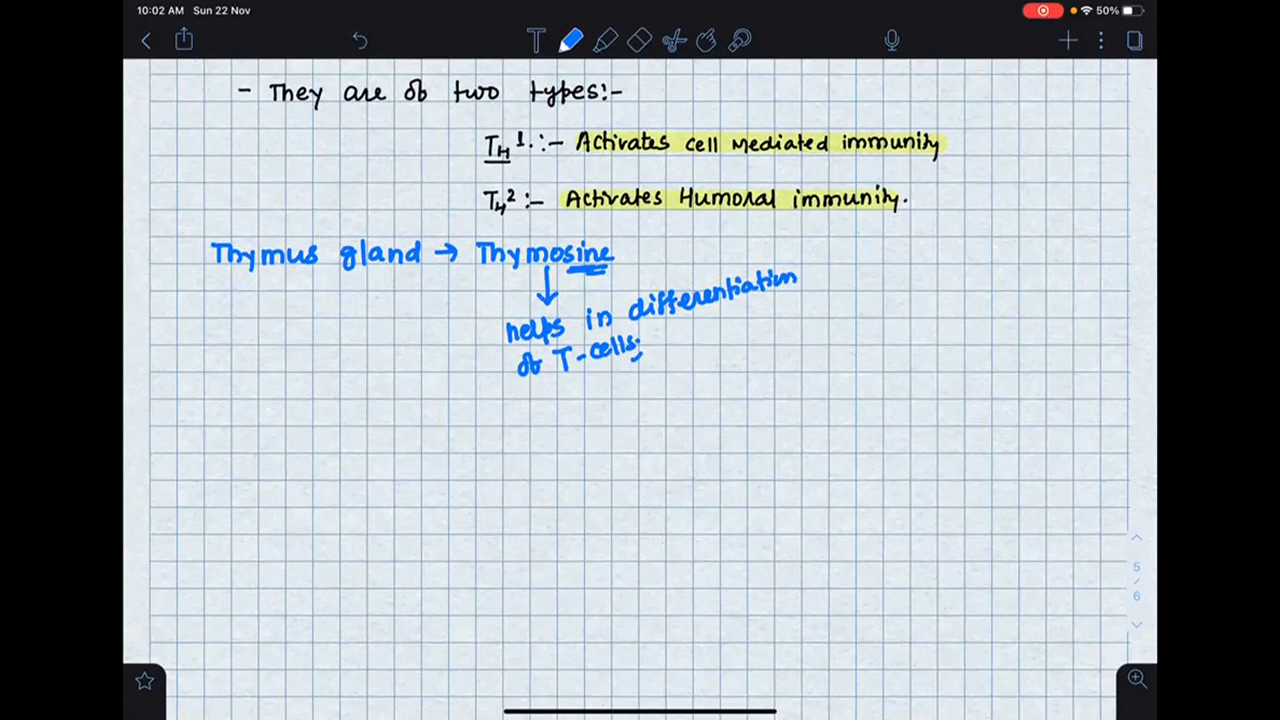 10:02 AM Sun 22 Nov
50%
- They are of two types:-
TH1.:- Activates cell Mediated immunity
TH2:- Activates Humoral immunity.
Thymus gland → Thymosine
↓
helps in differentiation
of T-cells.
5
/
6